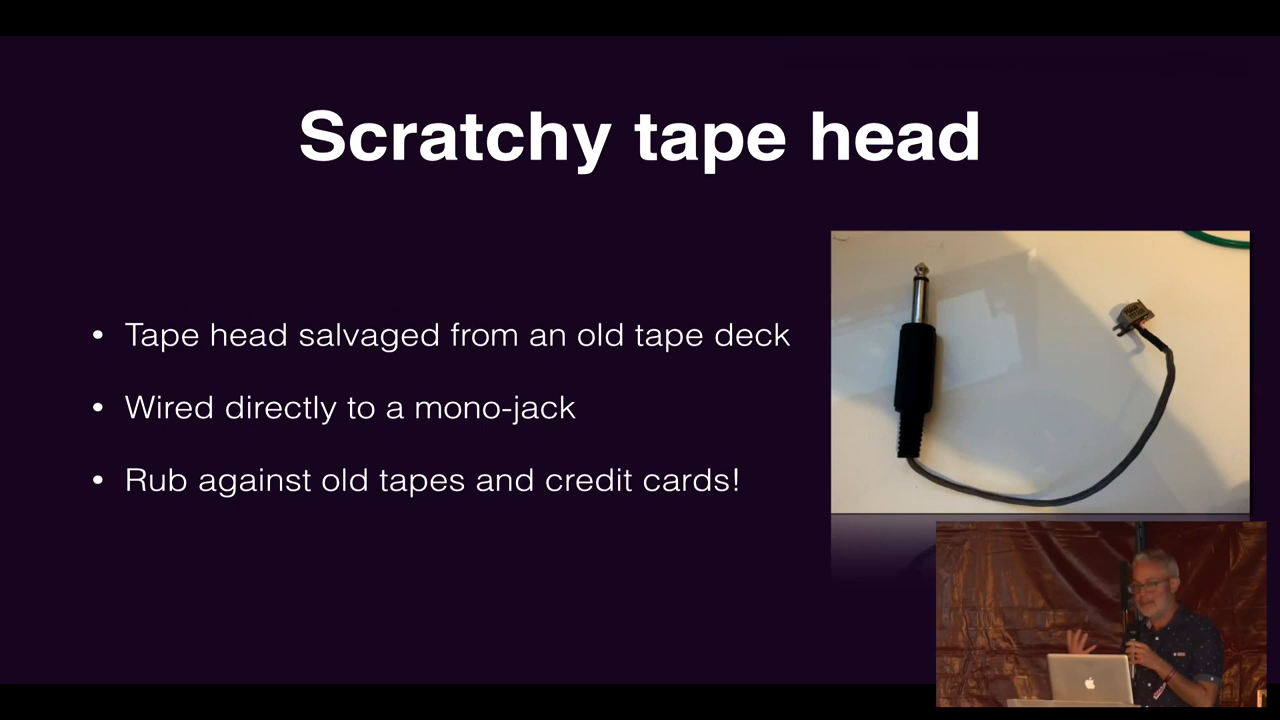 Scratchy tape head
• Tape head salvaged from an old tape deck
• Wired directly to a mono-jack
• Rub against old tapes and credit cards!